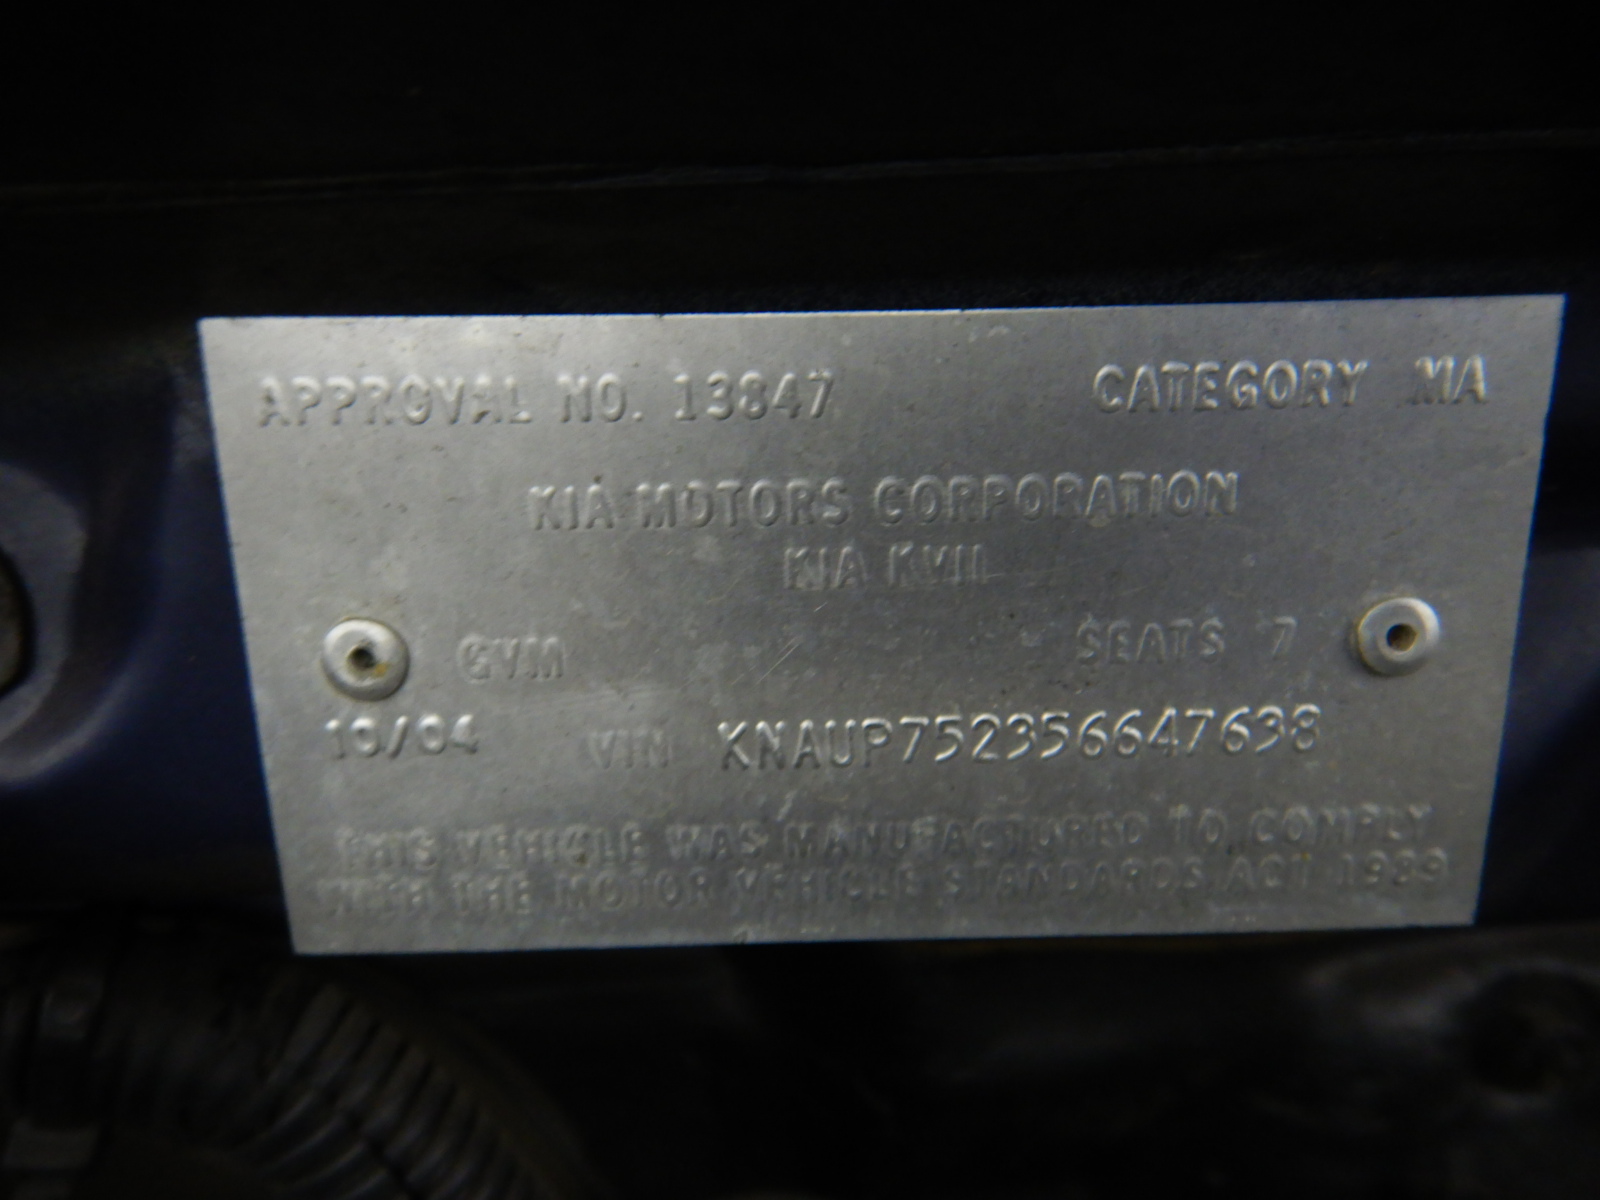 APPROVAL NO. 13847 CATEGORY MA
KIA MOTORS CORPORATION
KIA KVII
GVM SEATS 7
10/04 VIN KNAUP752356647638
THIS VEHICLE WAS MANUFACTURED TO COMPLY
WITH THE MOTOR VEHICLE STANDARDS ACT 1989